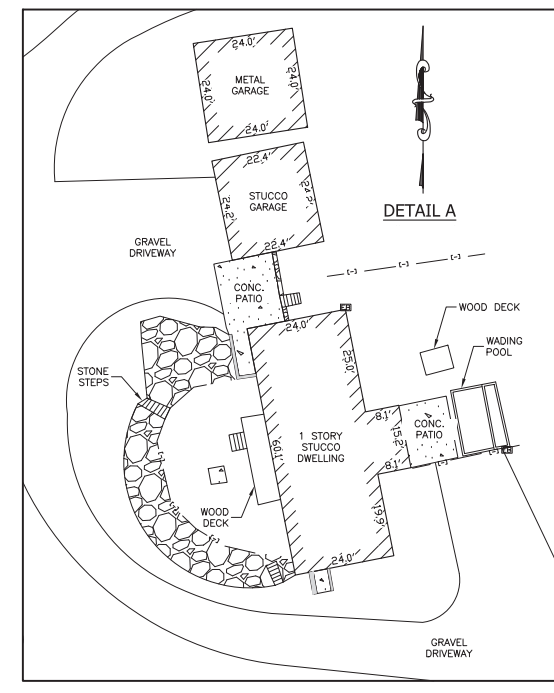 24.0'
24.0'
METAL
GARAGE
24.0'
24.0'
22.4'
24.2'
STUCCO
GARAGE
24.2'
22.4'
DETAIL A
GRAVEL
DRIVEWAY
CONC.
PATIO
24.0'
WOOD DECK
WADING
POOL
STONE
STEPS
25.0'
8.1'
CONC.
PATIO
15.2'
60.1'
1 STORY
STUCCO
DWELLING
8.1'
WOOD
DECK
19.9'
24.0'
GRAVEL
DRIVEWAY